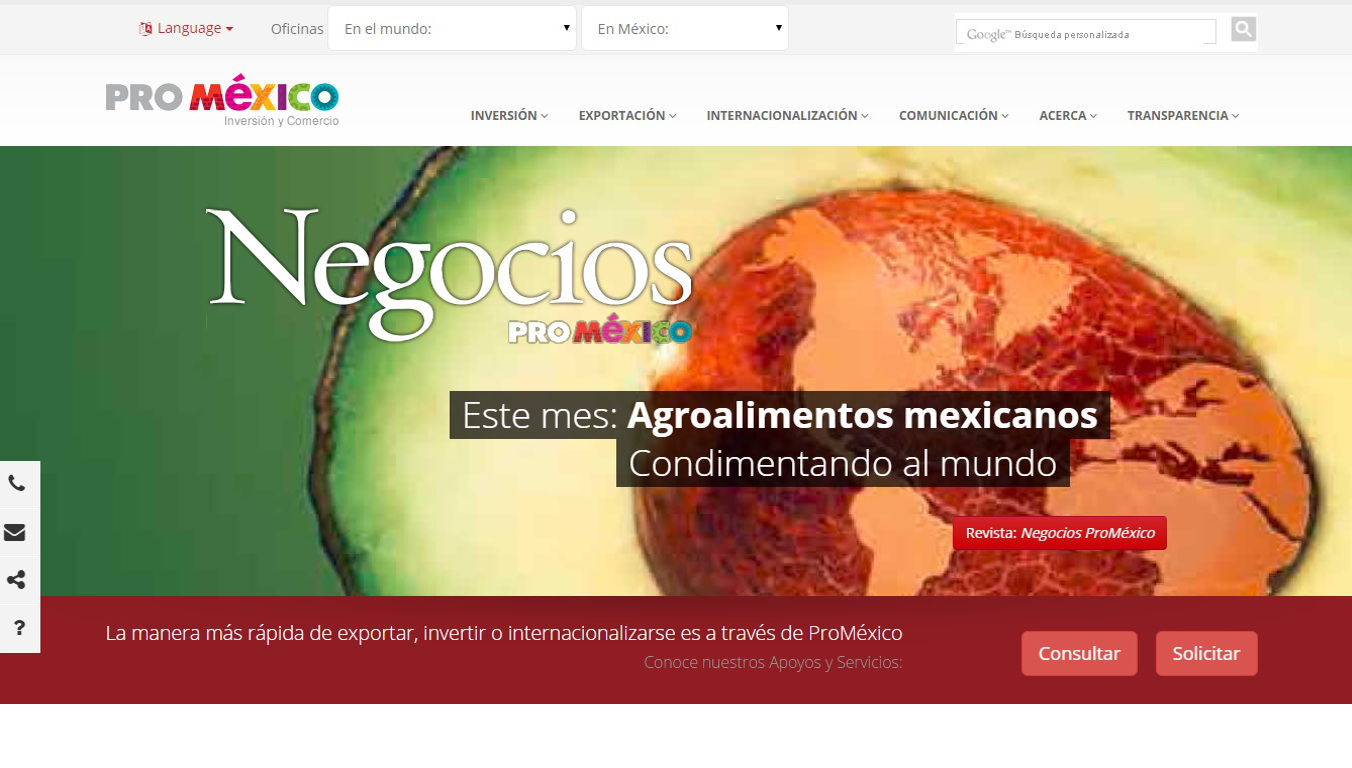 Language
Oficinas
En el mundo:
En México:
Google™ Búsqueda personalizada
PRO MÉXICO
Inversión y Comercio
INVERSIÓN
EXPORTACIÓN
INTERNACIONALIZACIÓN
COMUNICACIÓN
ACERCA
TRANSPARENCIA
Negocios
PRO MÉXICO
Este mes: Agroalimentos mexicanos
Condimentando al mundo
Revista: Negocios ProMéxico
?
La manera más rápida de exportar, invertir o internacionalizarse es a través de ProMéxico
Conoce nuestros Apoyos y Servicios:
Consultar
Solicitar